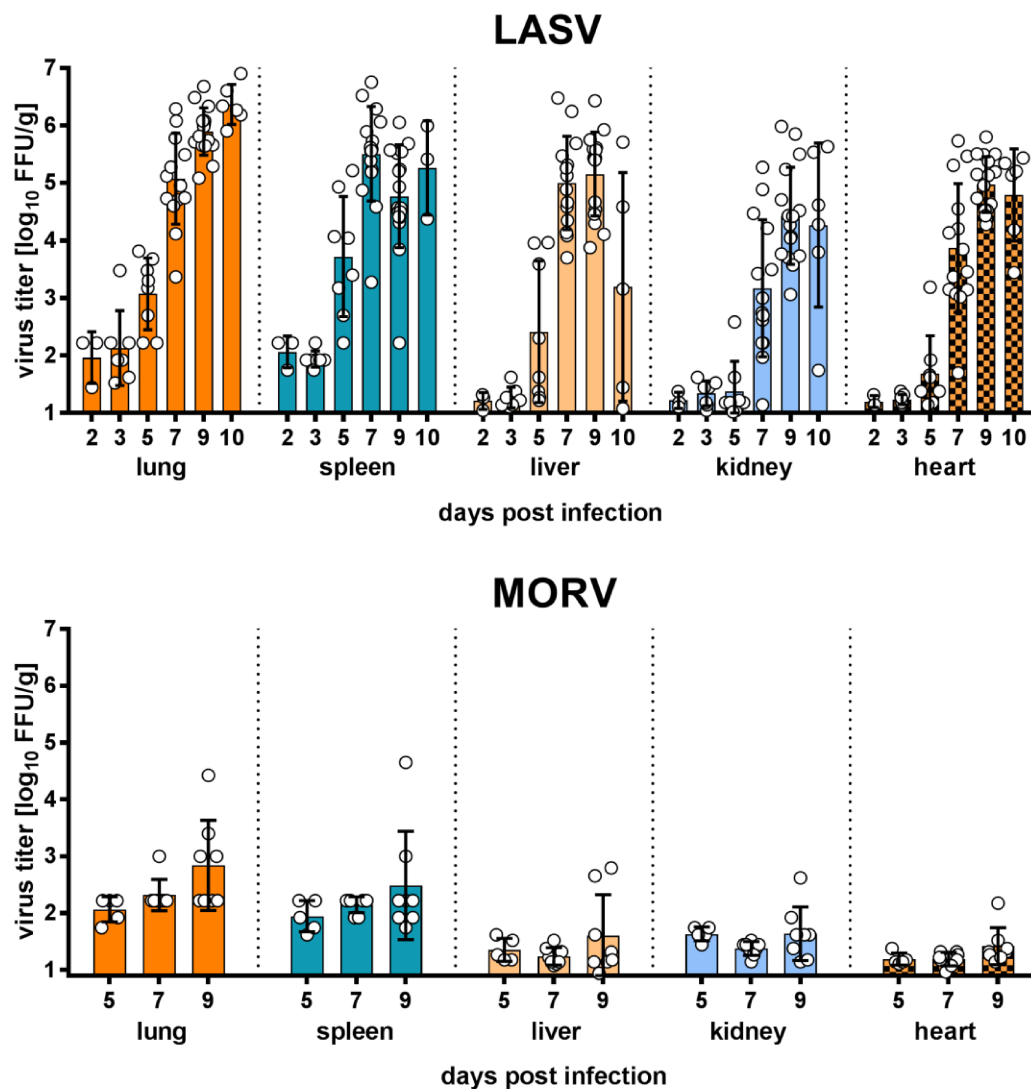 LASV
virus titer [log10 FFU/g]
7
6
5
4
3
2
1
2 3 5 7 9 10 2 3 5 7 9 10 2 3 5 7 9 10 2 3 5 7 9 10 2 3 5 7 9 10
lung spleen liver kidney heart
days post infection
MORV
virus titer [log10 FFU/g]
7
6
5
4
3
2
1
5 7 9 5 7 9 5 7 9 5 7 9 5 7 9
lung spleen liver kidney heart
days post infection